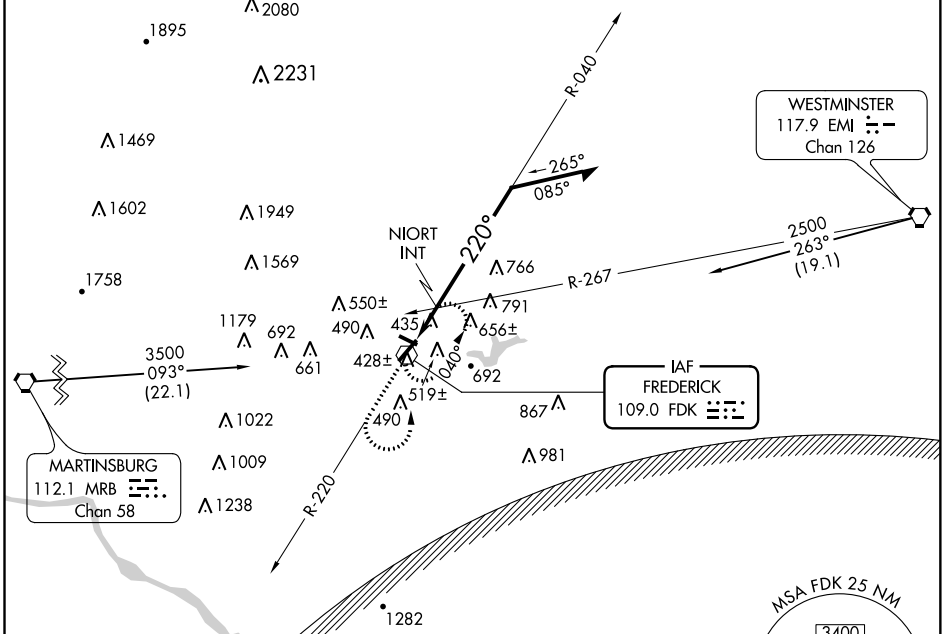 2080
1895
2231
R-040
WESTMINSTER
117.9 EMI
Chan 126
1469
265°
085°
1602
1949
220°
NIORT
INT
2500
263°
(19.1)
1569
766
R-267
1758
550±
791
1179
490
435
656±
692
3500
093°
(22.1)
661
428±
040°
692
IAF
FREDERICK
109.0 FDK
519±
490
867
1022
MARTINSBURG
112.1 MRB
Chan 58
1009
981
1238
R-220
1282
MSA FDK 25 NM
3400